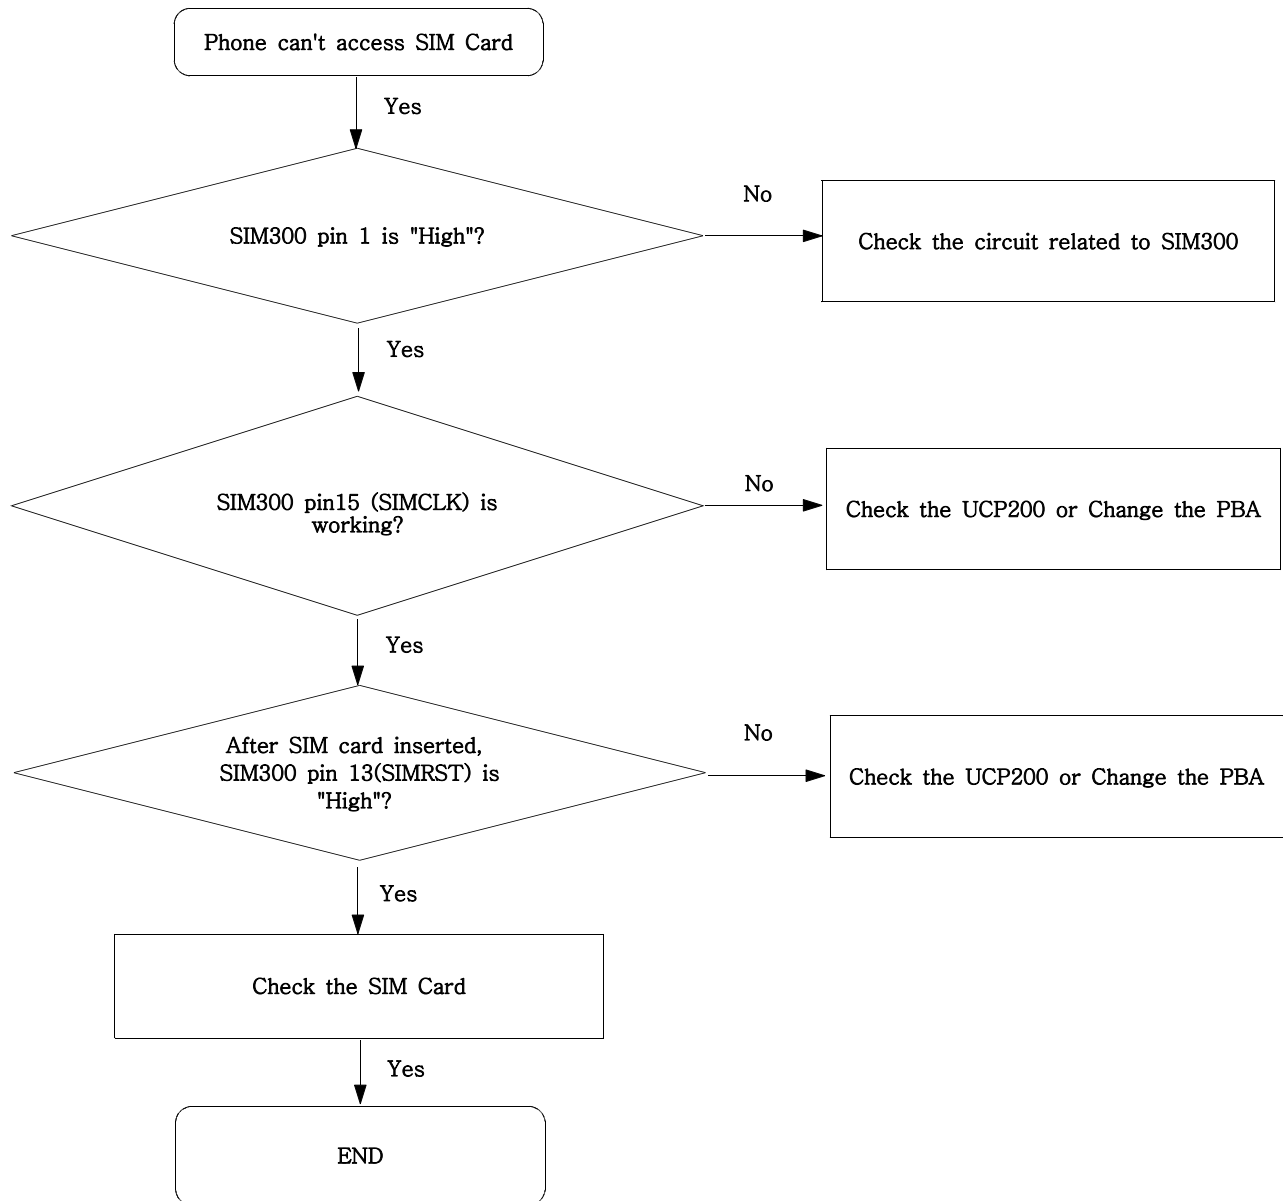 Phone can't access SIM Card
Yes
SIM300 pin 1 is "High"?
No
Check the circuit related to SIM300
Yes
SIM300 pin15 (SIMCLK) is
working?
No
Check the UCP200 or Change the PBA
Yes
After SIM card inserted,
SIM300 pin 13(SIMRST) is
"High"?
No
Check the UCP200 or Change the PBA
Yes
Check the SIM Card
Yes
END